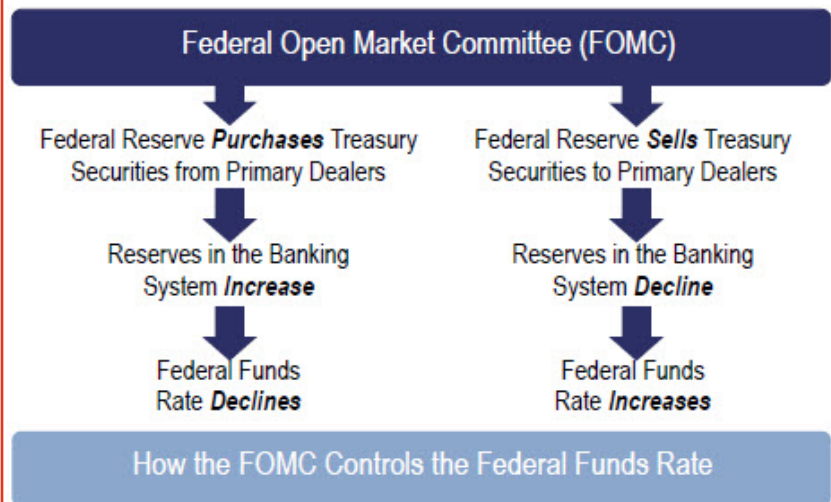 Federal Open Market Committee (FOMC)
Federal Reserve Purchases Treasury
Securities from Primary Dealers
Reserves in the Banking
System Increase
Federal Funds
Rate Declines
Federal Reserve Sells Treasury
Securities to Primary Dealers
Reserves in the Banking
System Decline
Federal Funds
Rate Increases
How the FOMC Controls the Federal Funds Rate